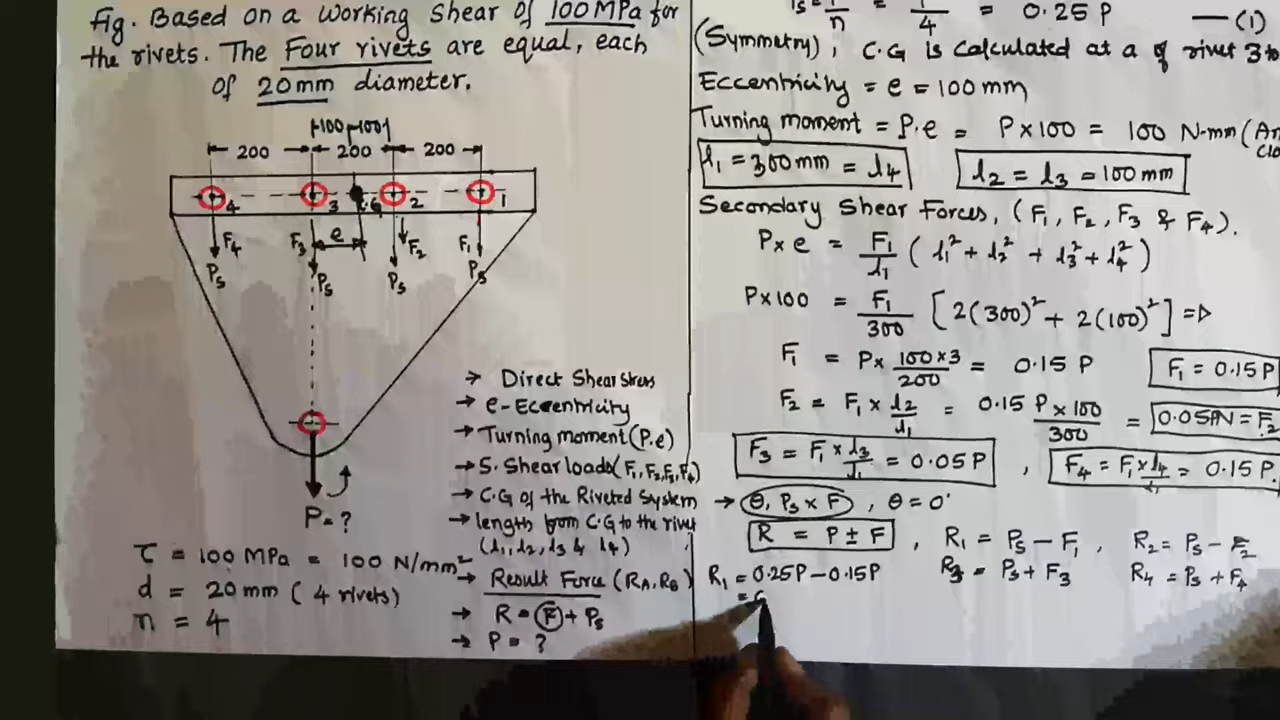 Fig. Based on a Working Shear of 100 MPa for
the rivets. The Four rivets are equal, each
of 20mm diameter.
100 100
200 200 200
4 3 G 2 1
F4 F3 e F2 F1
Ps Ps Ps Ps
P = ?
τ = 100 MPa = 100 N/mm²
d = 20mm ( 4 rivets)
n = 4
→ Direct Shear Stress
→ e - Eccentricity
→ Turning moment (P.e)
→ S. Shear loads (F1, F2, F3, F4)
→ C.G of the Riveted System
→ length from C.G to the rivet
(l1, l2, l3 & l4)
→ Result Force (RA, RB)
→ R = F + Ps
→ P = ?
= 1/4 = 0.25 P — (1)
(Symmetry), C.G is Calculated at a of rivet 3
Eccentricity = e = 100 mm
Turning moment = P.e = P x 100 = 100 N-mm
l1 = 300 mm = l4 l2 = l3 = 100 mm
Secondary Shear Forces, (F1, F2, F3 & F4).
P x e = F1/l1 (l1² + l2² + l3² + l4²)
P x 100 = F1/300 [2(300)² + 2(100)²] =>
F1 = P x 100 x 3/200 = 0.15 P F1 = 0.15 P
F2 = F1 x l2/l1 = 0.15 P x 100/300 = 0.05PN = F2
F3 = F1 x l3/l1 = 0.05 P , F4 = F1 x l4/l1 = 0.15 P
→ θ, Ps x F , θ = 0°
R = P ± F , R1 = Ps - F1 , R2 = Ps - F2
R1 = 0.25P - 0.15P R3 = Ps + F3 R4 = Ps + F4
=